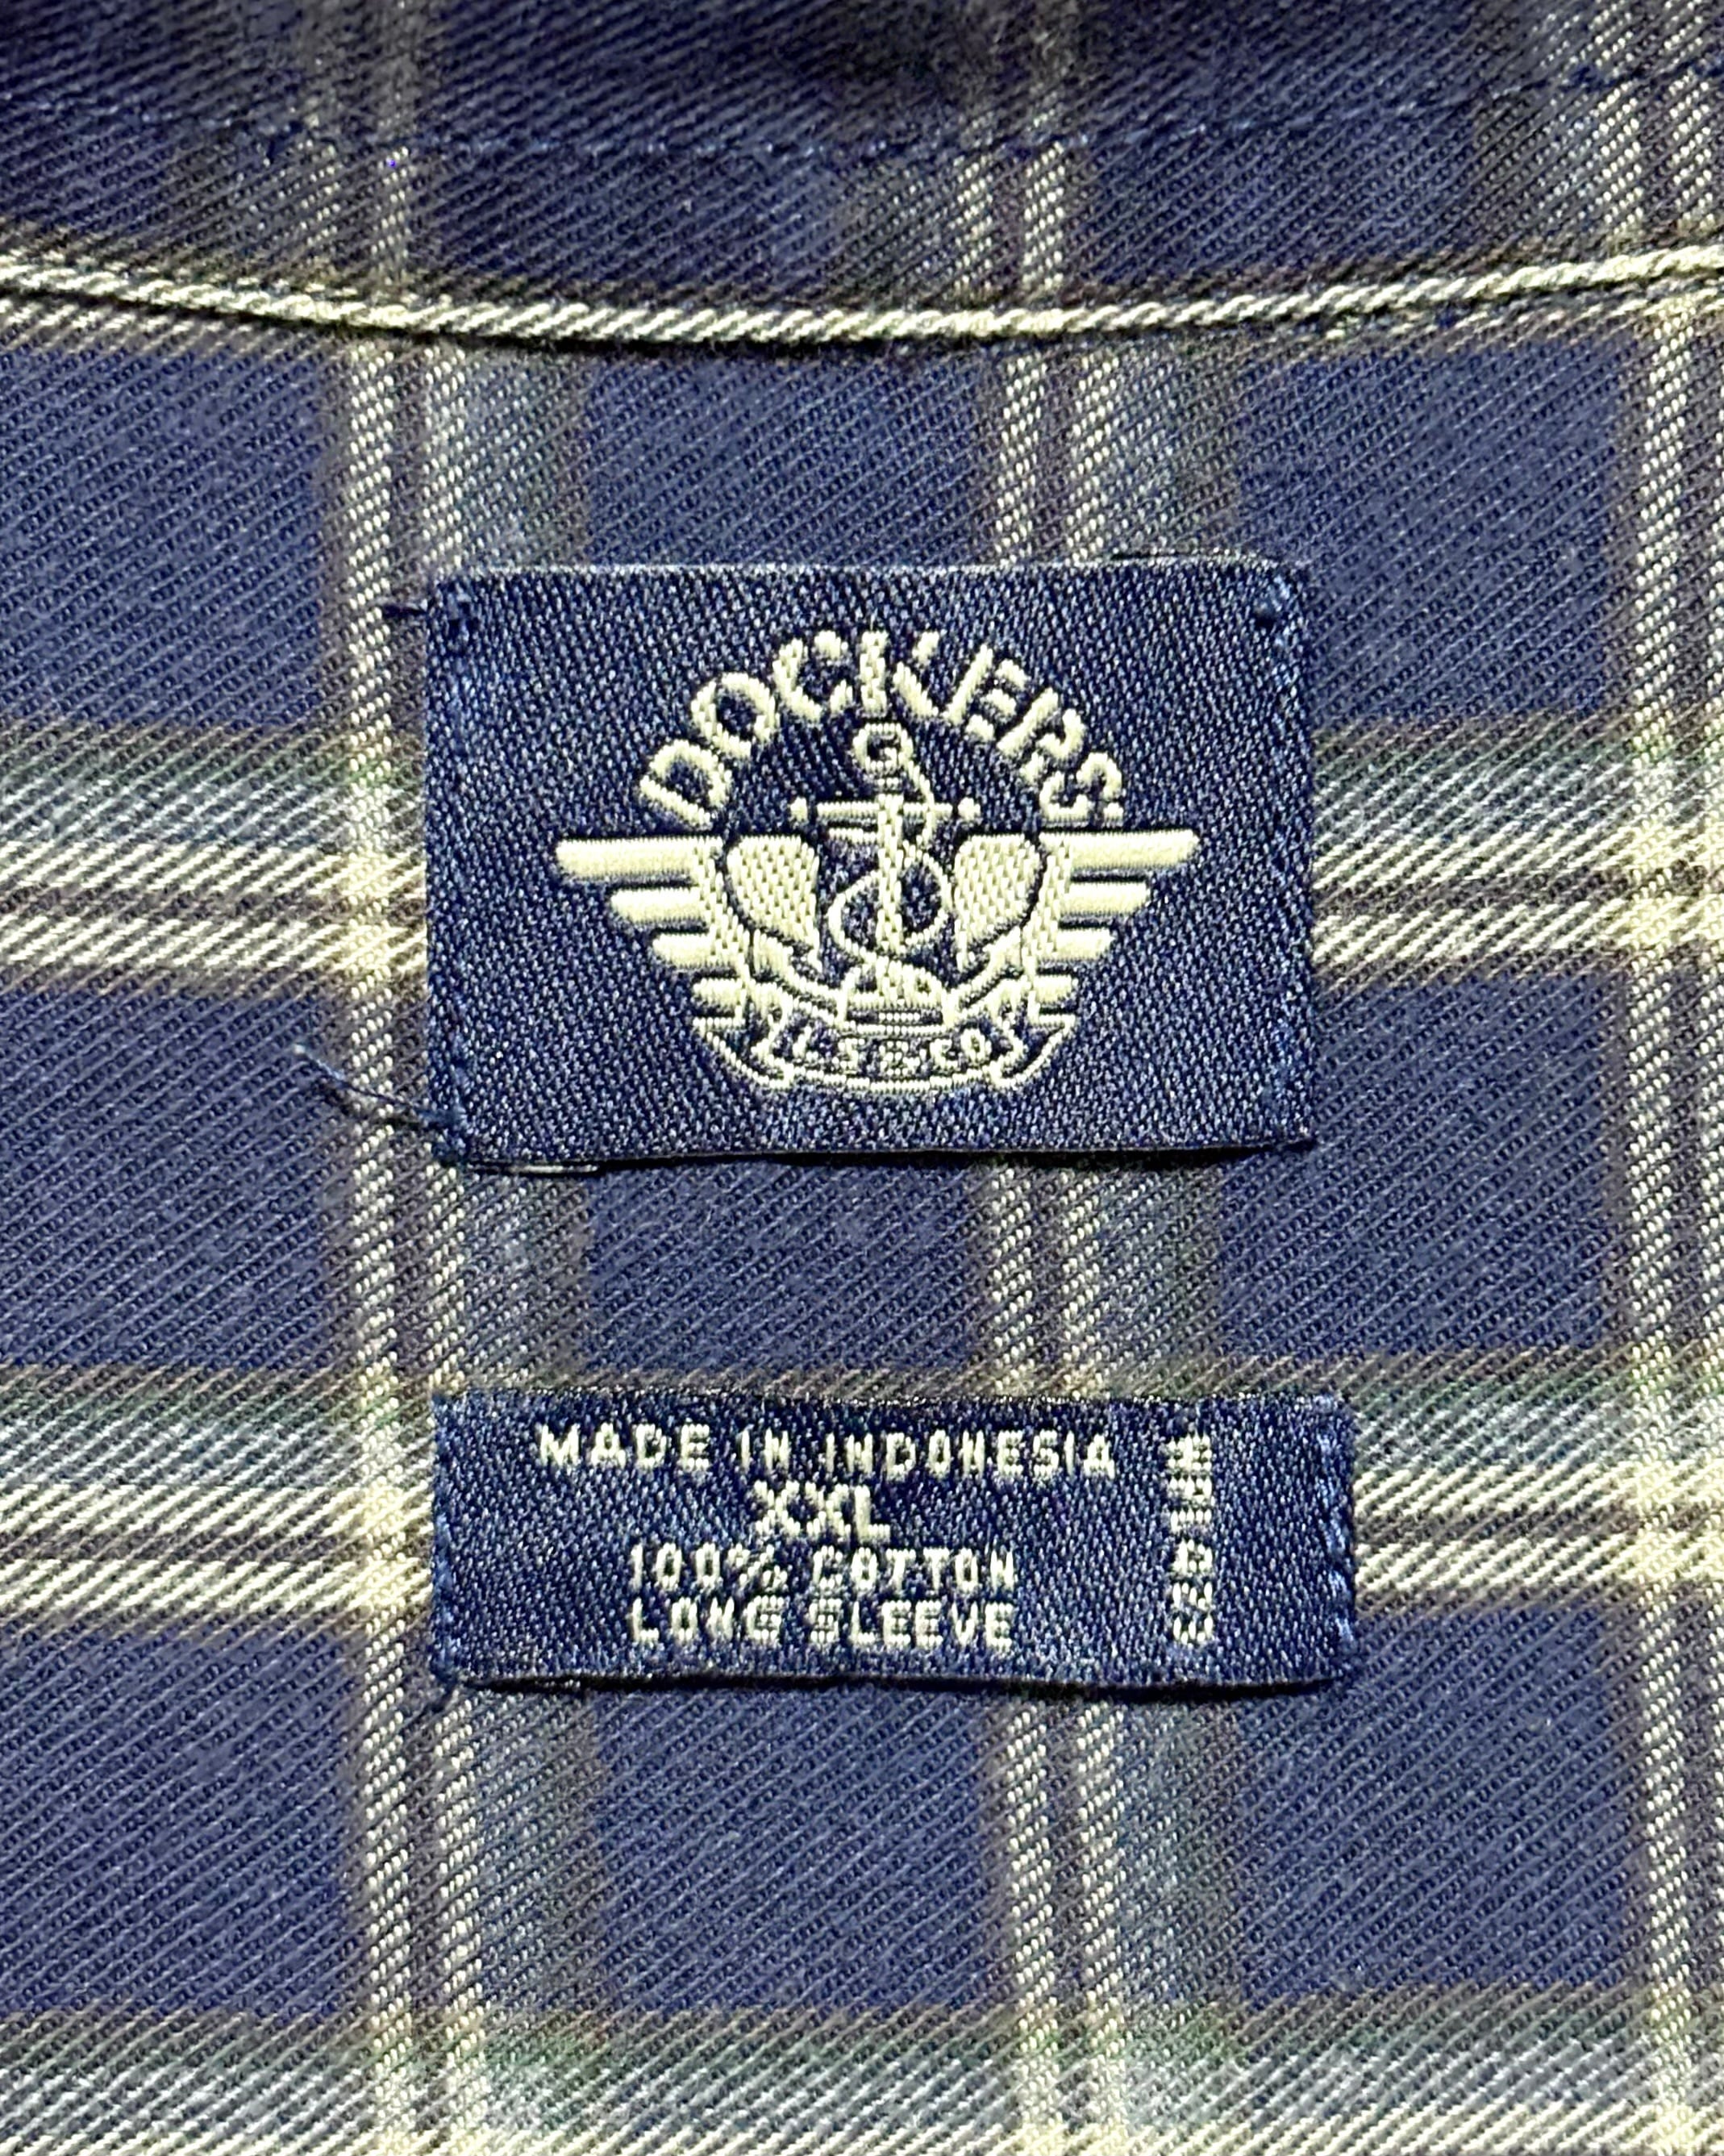 DOCKERS
L.S.&CO.
MADE IN INDONESIA
XXL
100% COTTON
LONG SLEEVE